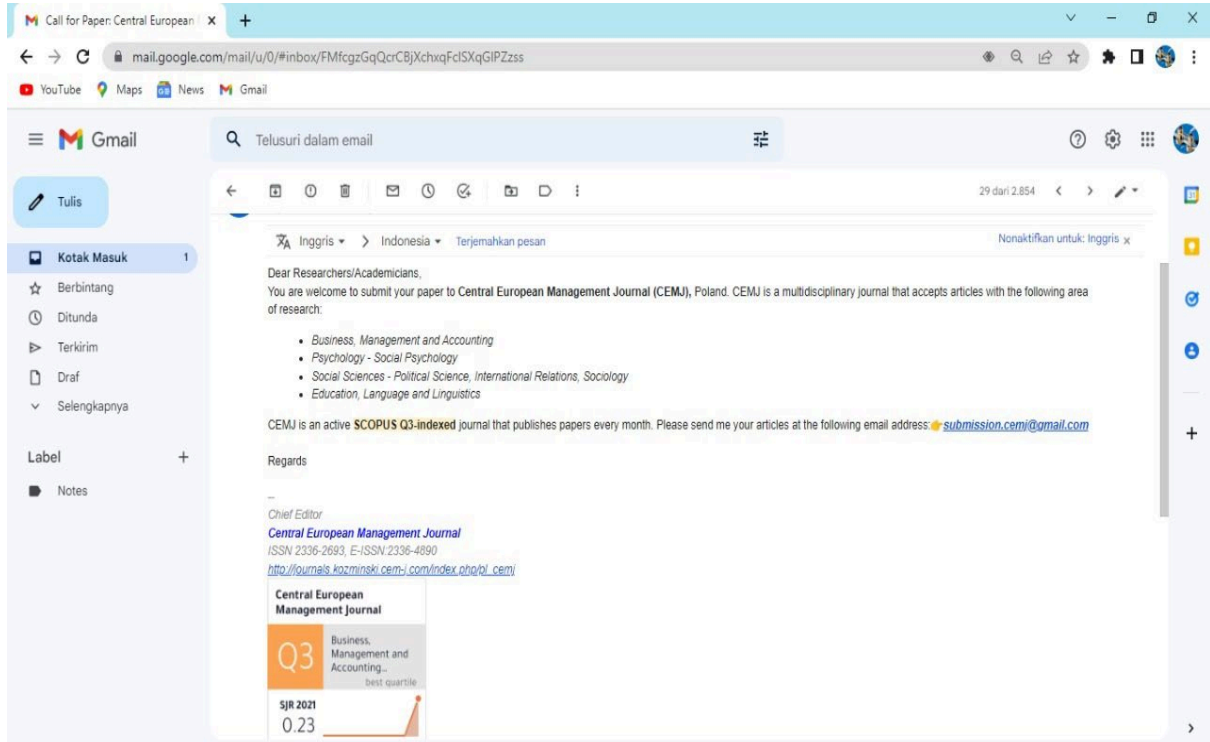 Call for Paper: Central European
mail.google.com/mail/u/0/#inbox/FMfcgzGqQcrCBjXchxqFclSXqGlPZzss
YouTube Maps News Gmail
Gmail
Telusuri dalam email
Tulis
29 dari 2.854
Kotak Masuk 1
Berbintang
Ditunda
Terkirim
Draf
Selengkapnya
Label
Notes
Inggris > Indonesia Terjemahkan pesan Nonaktifkan untuk: Inggris x
Dear Researchers/Academicians,
You are welcome to submit your paper to Central European Management Journal (CEMJ), Poland. CEMJ is a multidisciplinary journal that accepts articles with the following area
of research:
• Business, Management and Accounting
• Psychology - Social Psychology
• Social Sciences - Political Science, International Relations, Sociology
• Education, Language and Linguistics
CEMJ is an active SCOPUS Q3-indexed journal that publishes papers every month. Please send me your articles at the following email address:👉submission.cemj@gmail.com
Regards
--
Chief Editor
Central European Management Journal
ISSN 2336-2693, E-ISSN:2336-4890
http://journals.kozminski.cem-j.com/index.php/pl_cemj
Central European
Management Journal
Q3
Business,
Management and
Accounting...
best quartile
SJR 2021
0.23